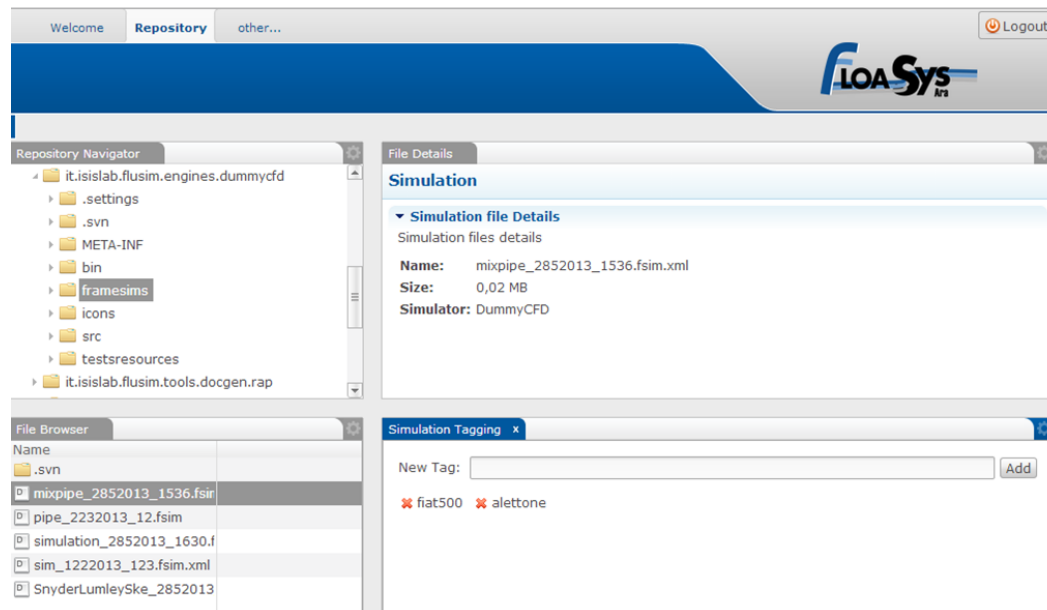 Welcome Repository other... Logout
FLOASys
Ara
Repository Navigator
it.isislab.flusim.engines.dummycfd
.settings
.svn
META-INF
bin
framesims
icons
src
testsresources
it.isislab.flusim.tools.docgen.rap
File Details
Simulation
Simulation file Details
Simulation files details
Name: mixpipe_2852013_1536.fsim.xml
Size: 0,02 MB
Simulator: DummyCFD
File Browser
Name
.svn
mixpipe_2852013_1536.fsim
pipe_2232013_12.fsim
simulation_2852013_1630.f
sim_1222013_123.fsim.xml
SnyderLumleySke_2852013
Simulation Tagging x
New Tag: Add
fiat500 alettone